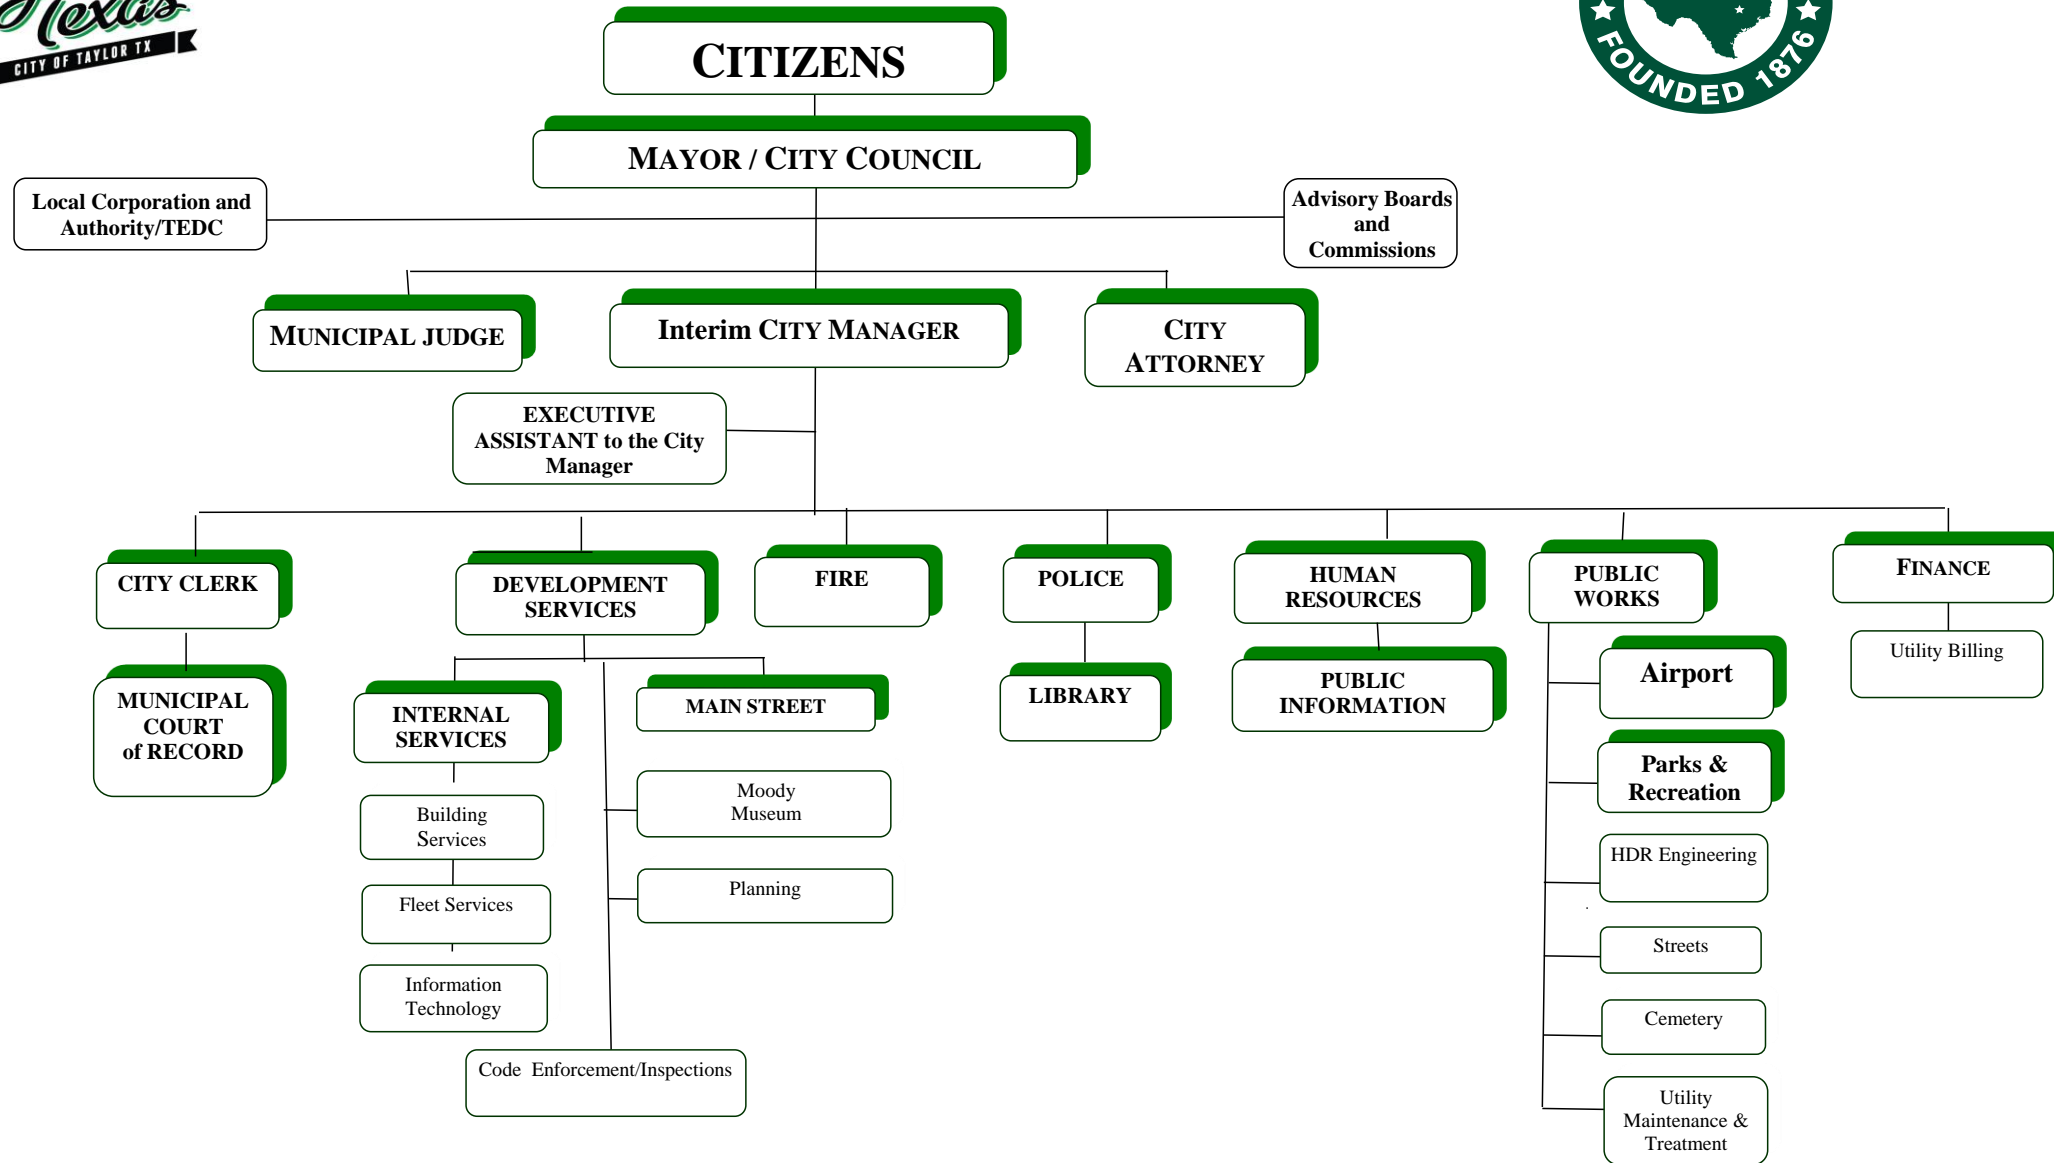 Texas
CITY OF TAYLOR TX
FOUNDED 1876
CITIZENS
MAYOR / CITY COUNCIL
Local Corporation and
Authority/TEDC
Advisory Boards
and
Commissions
MUNICIPAL JUDGE
Interim CITY MANAGER
CITY
ATTORNEY
EXECUTIVE
ASSISTANT to the City
Manager
CITY CLERK
DEVELOPMENT
SERVICES
FIRE
POLICE
HUMAN
RESOURCES
PUBLIC
WORKS
FINANCE
MUNICIPAL
COURT
of RECORD
INTERNAL
SERVICES
MAIN STREET
LIBRARY
PUBLIC
INFORMATION
Airport
Utility Billing
Building
Services
Moody
Museum
Parks &
Recreation
Fleet Services
Planning
HDR Engineering
.
Information
Technology
Streets
Code  Enforcement/Inspections
Cemetery
Utility
Maintenance &
Treatment